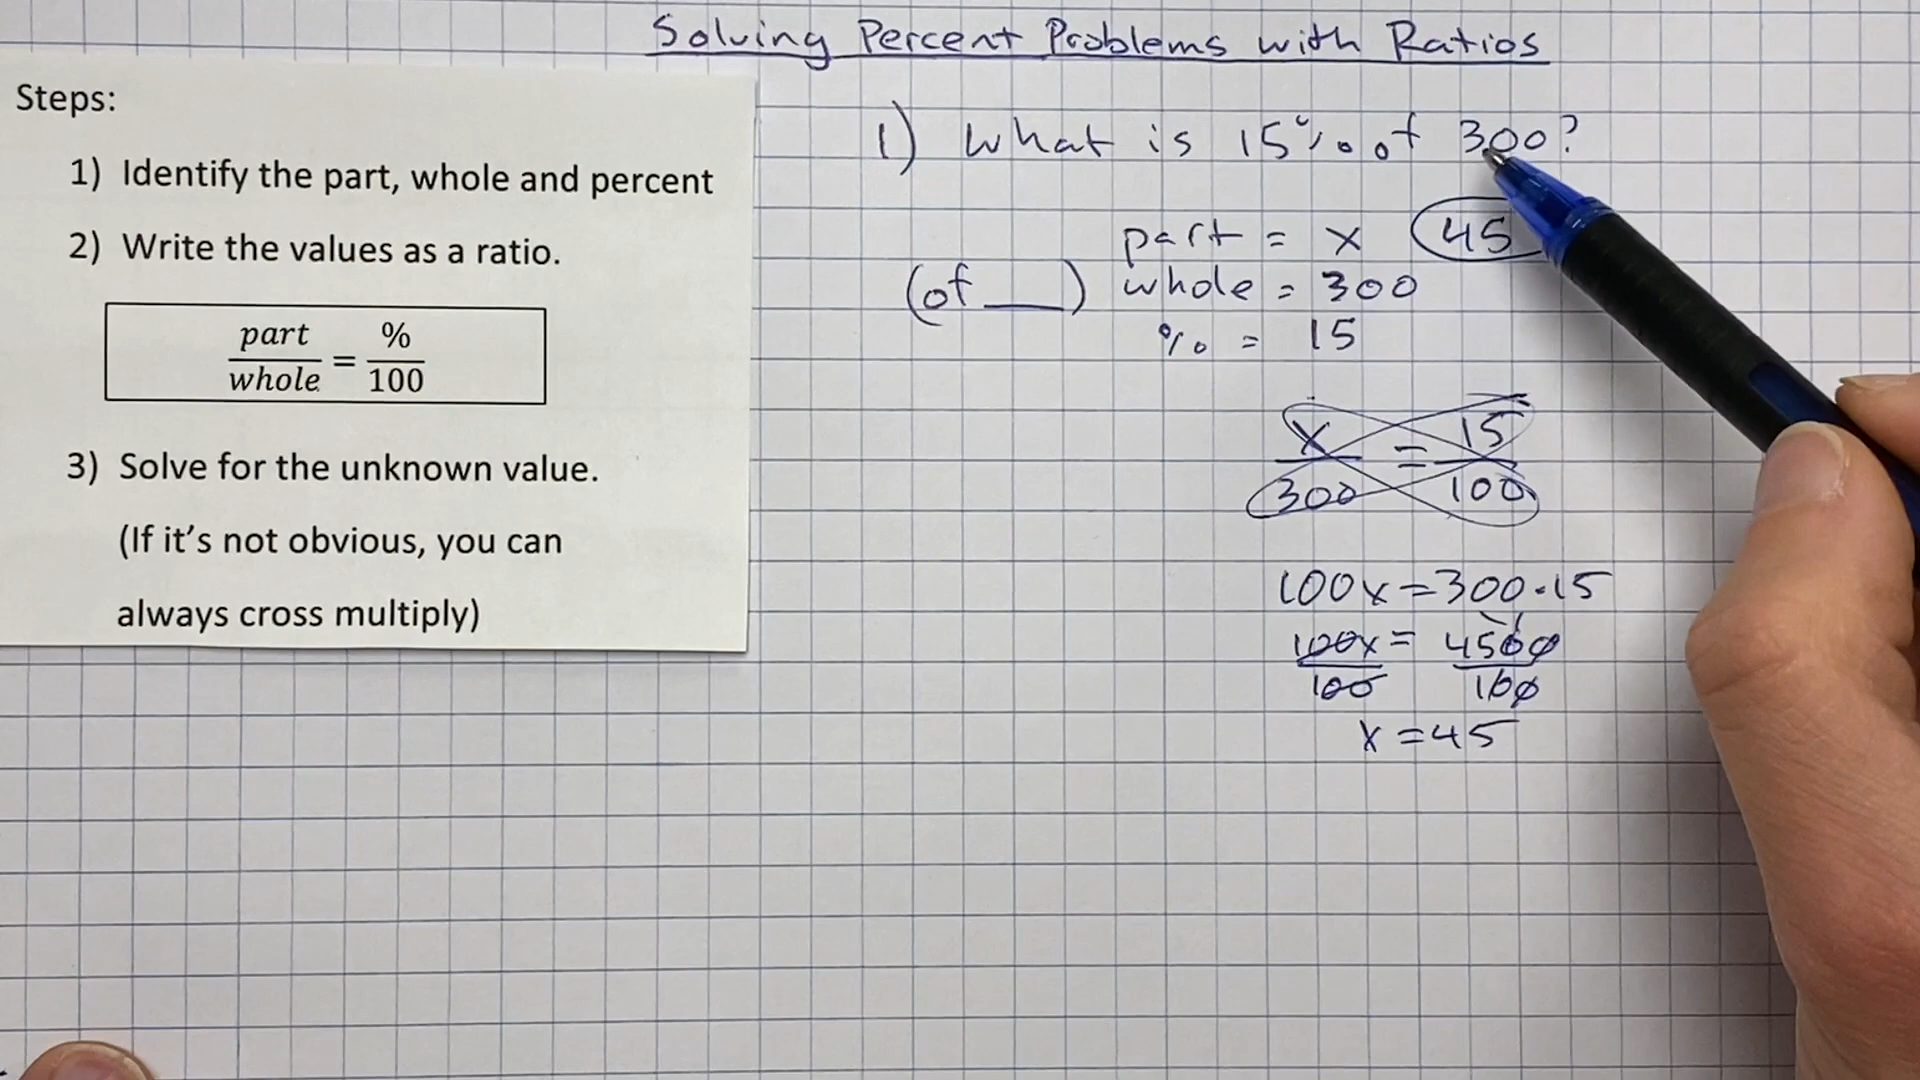 Solving Percent Problems with Ratios
Steps:
1) Identify the part, whole and percent
2) Write the values as a ratio.
part/whole = %/100
3) Solve for the unknown value.
(If it's not obvious, you can
always cross multiply)
1) What is 15% of 300?
part = x 45
(of ___) whole = 300
% = 15
x/300 = 15/100
100x = 300·15
100x/100 = 4500/100
x = 45